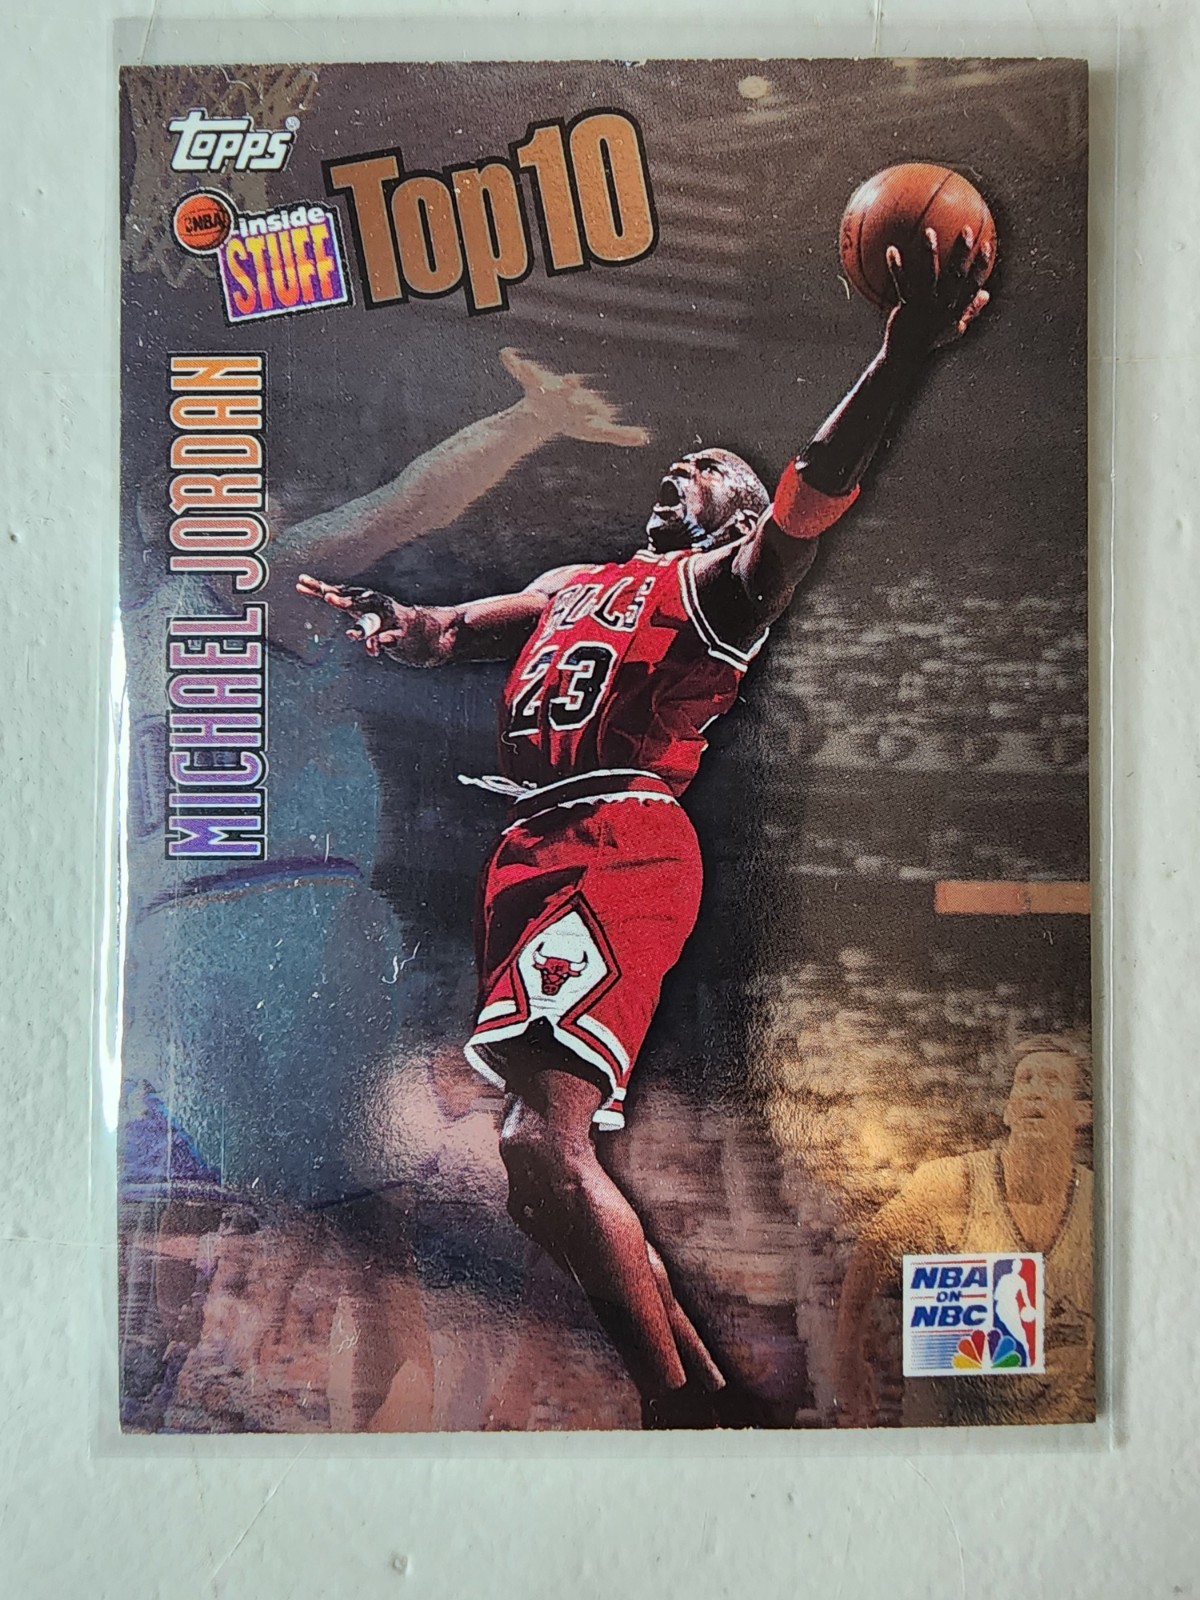 Topps®
NBA inside STUFF Top10
MICHAEL JORDAN
BULLS
23
NBA
ON
NBC